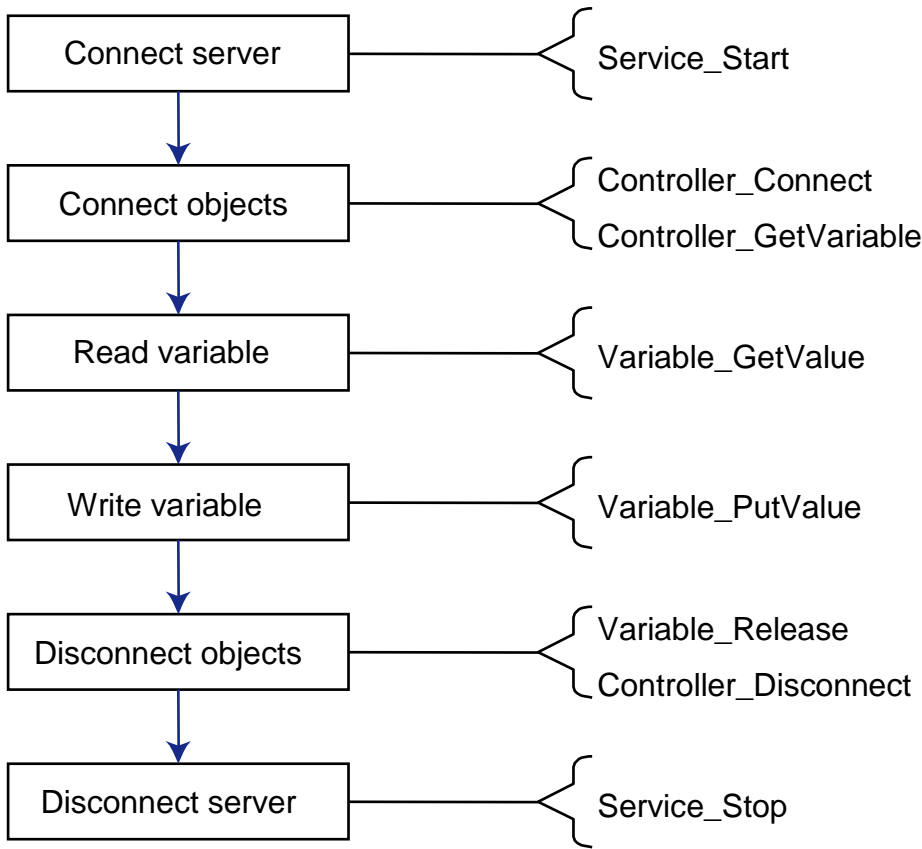 Connect server
Service_Start
Connect objects
Controller_Connect
Controller_GetVariable
Read variable
Variable_GetValue
Write variable
Variable_PutValue
Disconnect objects
Variable_Release
Controller_Disconnect
Disconnect server
Service_Stop